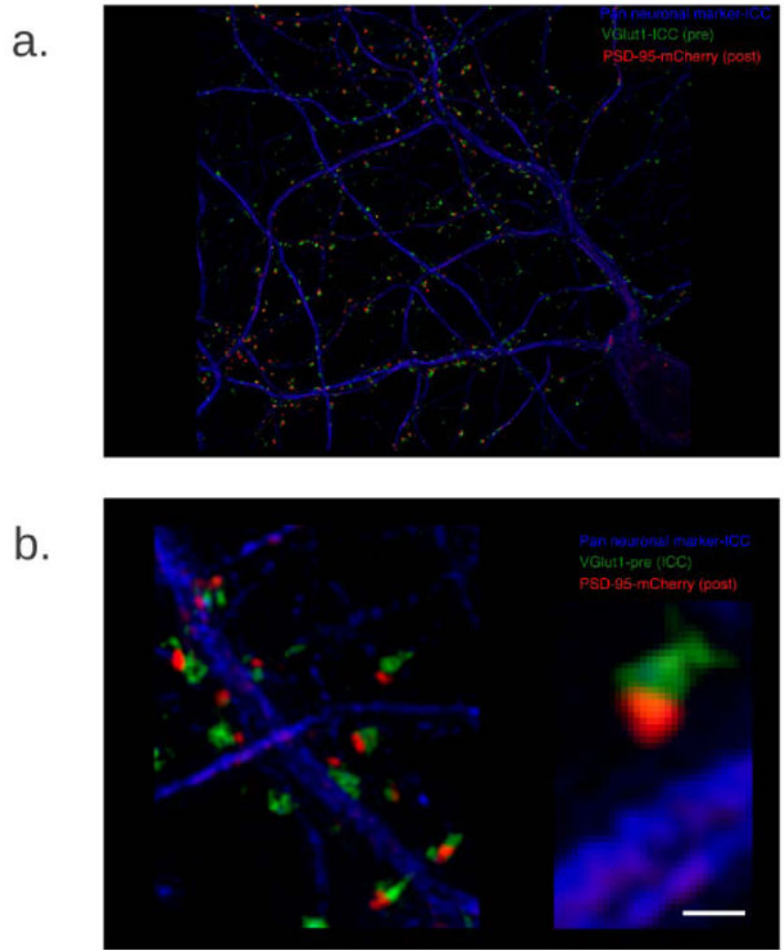 a.
Pan neuronal marker-ICC
VGlut1-ICC (pre)
PSD-95-mCherry (post)
b.
Pan neuronal marker-ICC
VGlut1-pre (ICC)
PSD-95-mCherry (post)